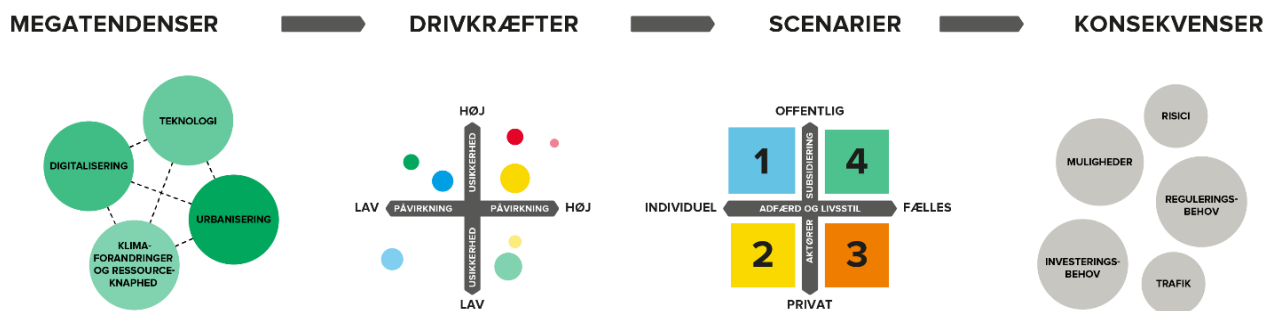 MEGATENDENSER
DRIVKRÆFTER
SCENARIER
KONSEKVENSER
TEKNOLOGI
DIGITALISERING
URBANISERING
KLIMA-
FORANDRINGER
OG RESSOURCE-
KNAPHED
HØJ
USIKKERHED
LAV
PÅVIRKNING
PÅVIRKNING
HØJ
USIKKERHED
LAV
OFFENTLIG
1
SUBSIDIERING
4
INDIVIDUEL
ADFÆRD OG LIVSSTIL
FÆLLES
2
AKTØRER
3
PRIVAT
RISICI
MULIGHEDER
REGULERINGS-
BEHOV
INVESTERINGS-
BEHOV
TRAFIK